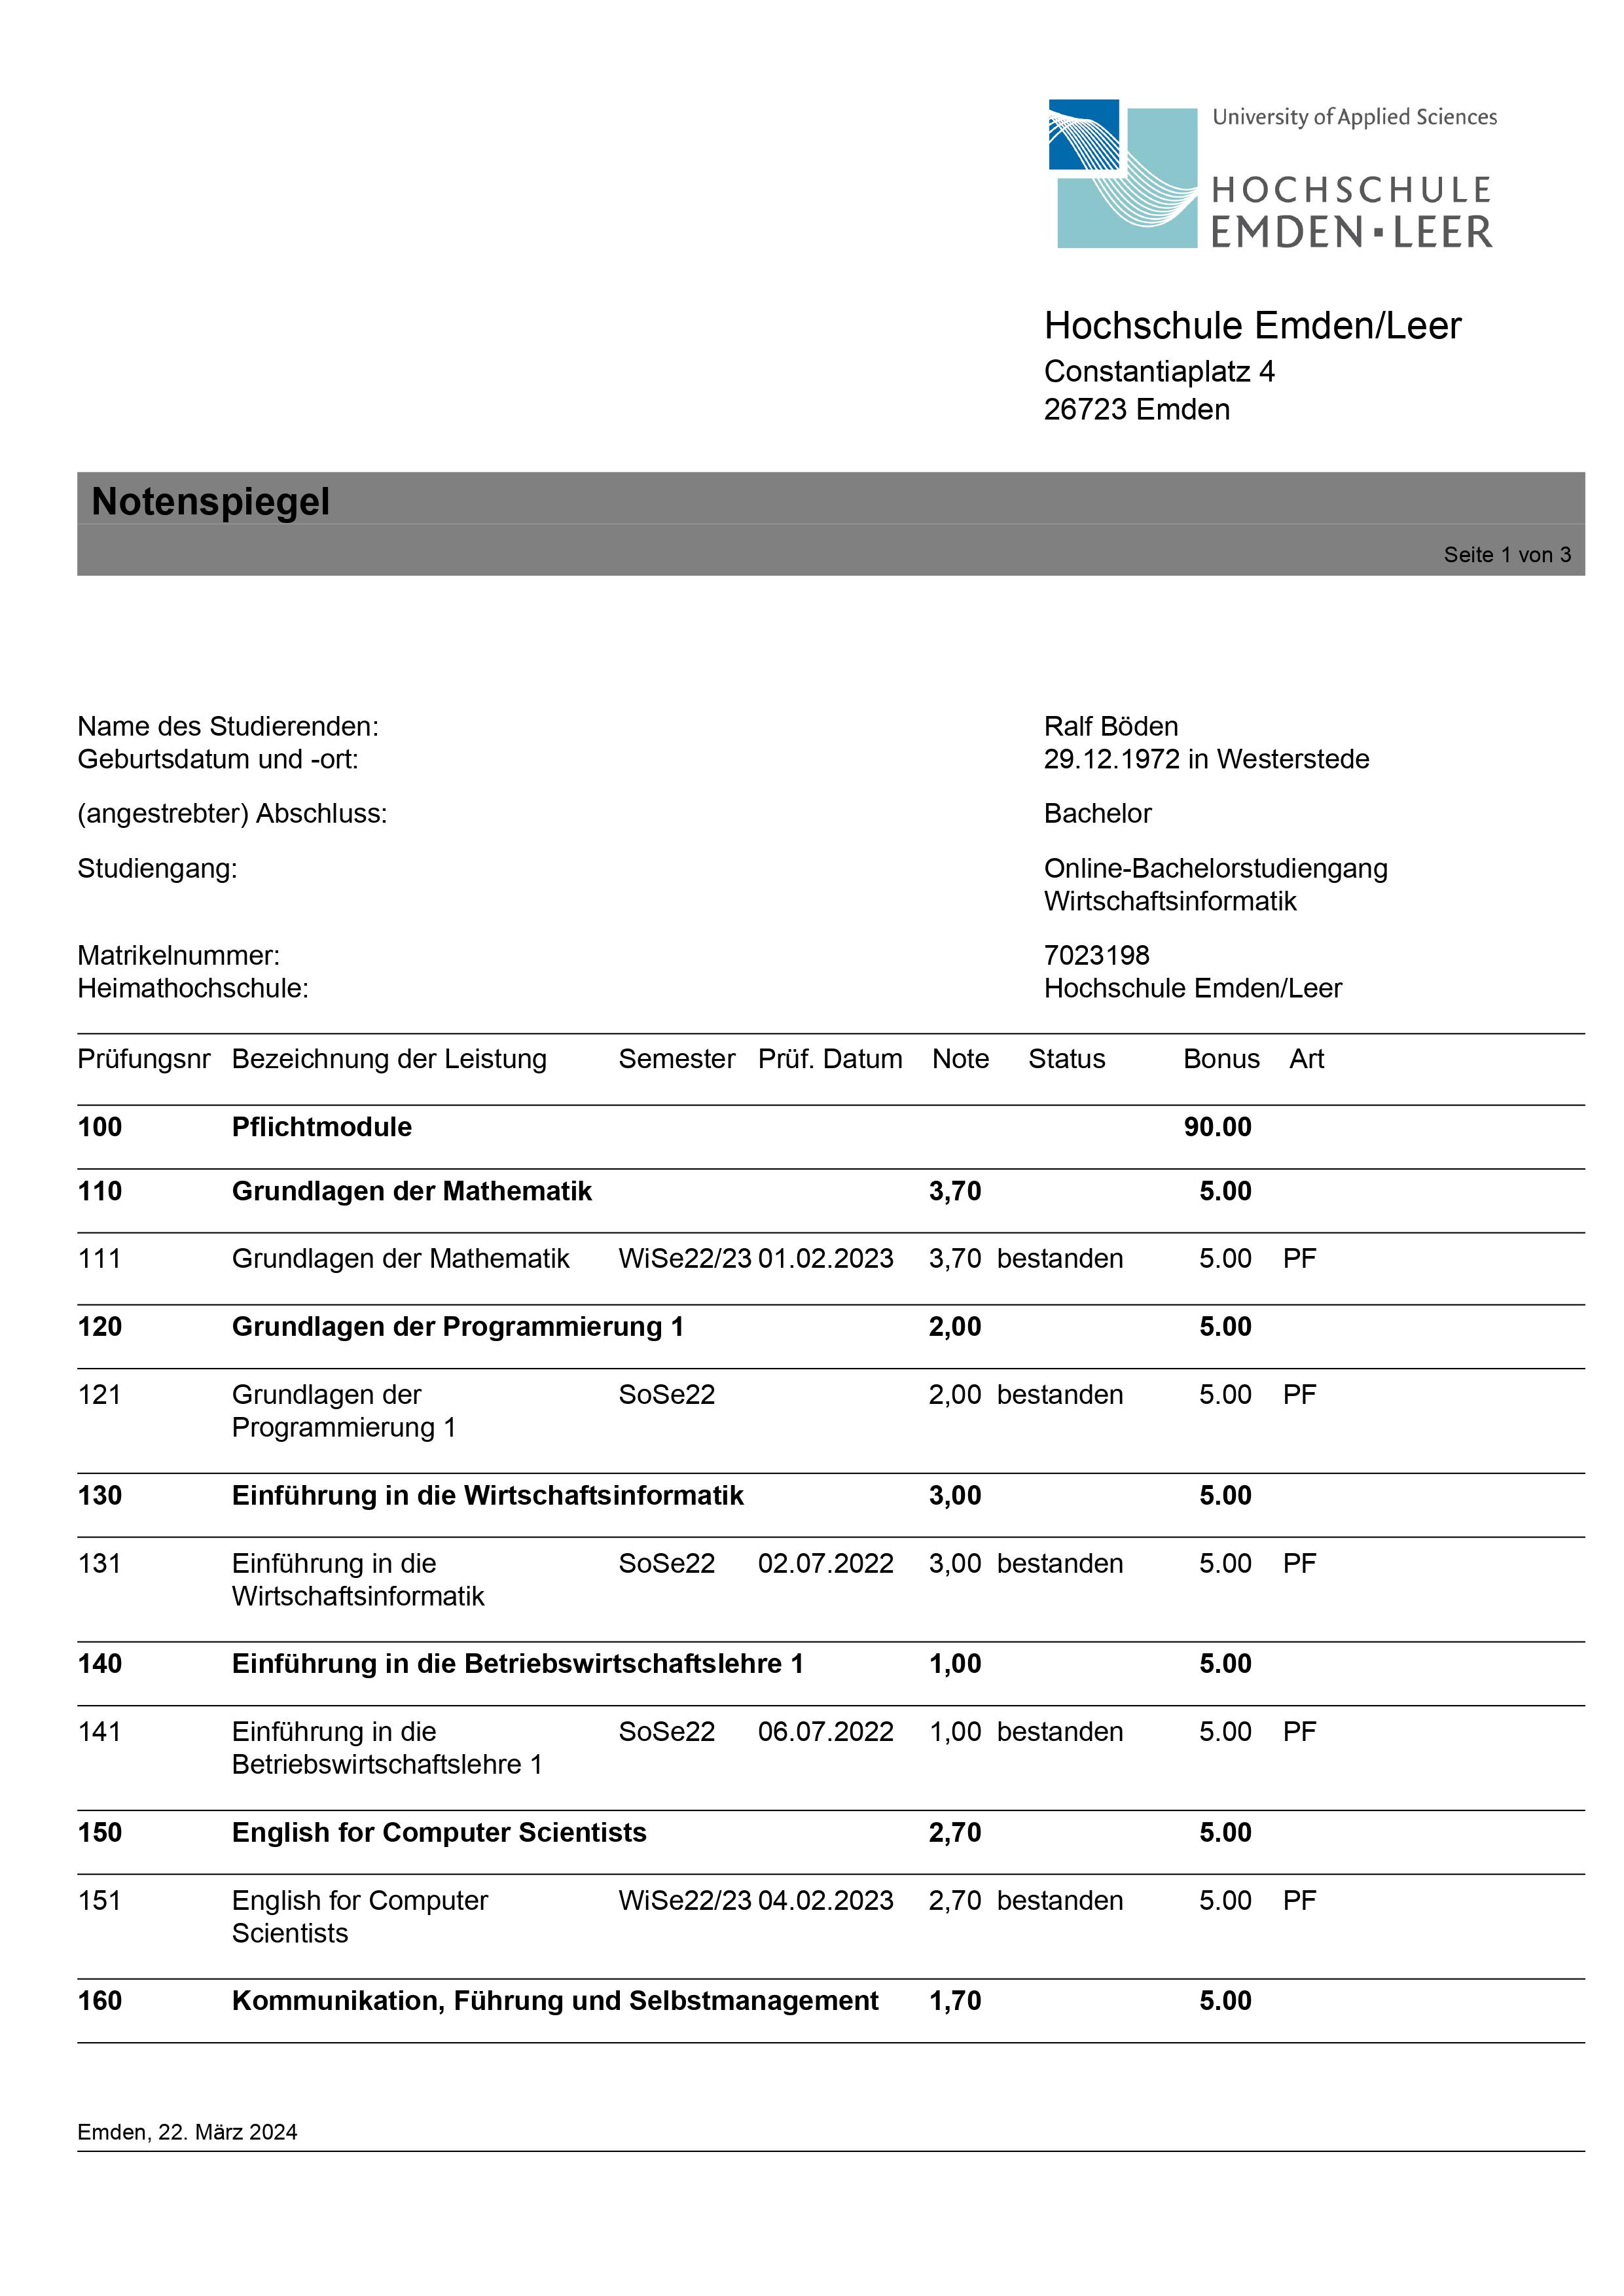 University of Applied Sciences
HOCHSCHULE
EMDEN▪LEER
Hochschule Emden/Leer
Constantiaplatz 4
26723 Emden
Notenspiegel
Seite 1 von 3
Name des Studierenden: Ralf Böden
Geburtsdatum und -ort: 29.12.1972 in Westerstede
(angestrebter) Abschluss: Bachelor
Studiengang: Online-Bachelorstudiengang
Wirtschaftsinformatik
Matrikelnummer: 7023198
Heimathochschule: Hochschule Emden/Leer
Prüfungsnr Bezeichnung der Leistung Semester Prüf. Datum Note Status Bonus Art
100 Pflichtmodule 90.00
110 Grundlagen der Mathematik 3,70 5.00
111 Grundlagen der Mathematik WiSe22/23 01.02.2023 3,70 bestanden 5.00 PF
120 Grundlagen der Programmierung 1 2,00 5.00
121 Grundlagen der SoSe22 2,00 bestanden 5.00 PF
Programmierung 1
130 Einführung in die Wirtschaftsinformatik 3,00 5.00
131 Einführung in die SoSe22 02.07.2022 3,00 bestanden 5.00 PF
Wirtschaftsinformatik
140 Einführung in die Betriebswirtschaftslehre 1 1,00 5.00
141 Einführung in die SoSe22 06.07.2022 1,00 bestanden 5.00 PF
Betriebswirtschaftslehre 1
150 English for Computer Scientists 2,70 5.00
151 English for Computer WiSe22/23 04.02.2023 2,70 bestanden 5.00 PF
Scientists
160 Kommunikation, Führung und Selbstmanagement 1,70 5.00
Emden, 22. März 2024